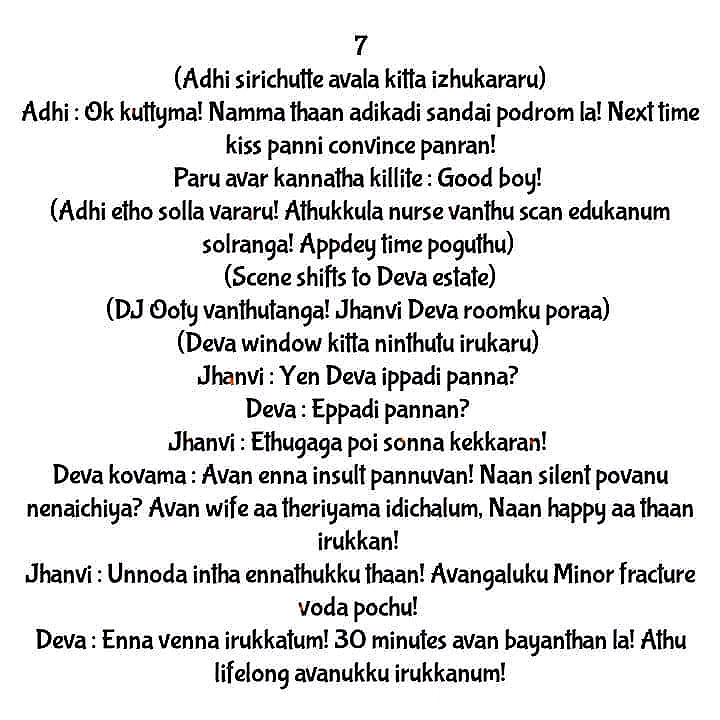 7
(Adhi sirichutte avala kitta izhukararu)
Adhi : Ok kuttyma! Namma thaan adikadi sandai podrom la! Next time
kiss panni convince panran!
Paru avar kannatha killite : Good boy!
(Adhi etho solla vararu! Athukkula nurse vanthu scan edukanum
solranga! Appdey time poguthu)
(Scene shifts to Deva estate)
(DJ Ooty vanthutanga! Jhanvi Deva roomku poraa)
(Deva window kitta ninthutu irukaru)
Jhanvi : Yen Deva ippadi panna?
Deva : Eppadi pannan?
Jhanvi : Ethugaga poi sonna kekkaran!
Deva kovama : Avan enna insult pannuvan! Naan silent povanu
nenaichiya? Avan wife aa theriyama idichalum, Naan happy aa thaan
irukkan!
Jhanvi : Unnoda intha ennathukku thaan! Avangaluku Minor fracture
voda pochu!
Deva : Enna venna irukkatum! 30 minutes avan bayanthan la! Athu
lifelong avanukku irukkanum!